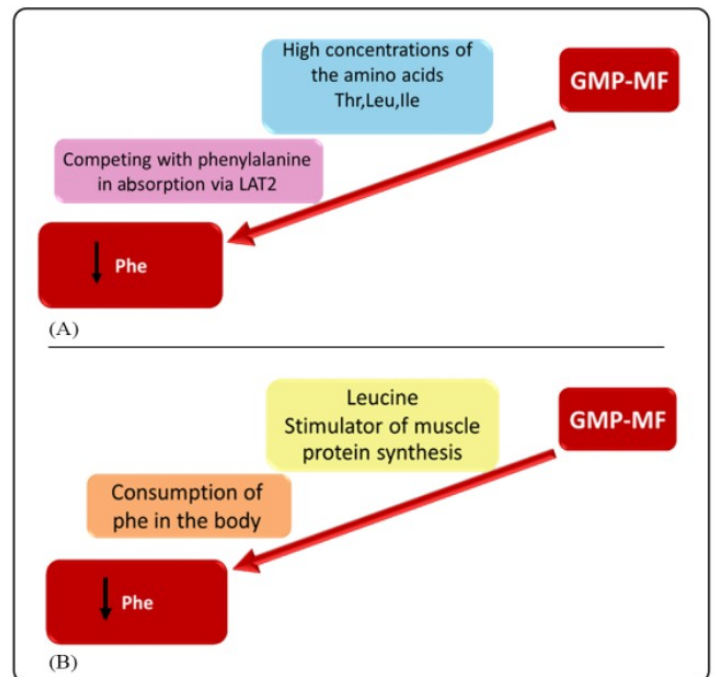 High concentrations of
the amino acids
Thr,Leu,Ile
GMP-MF
Competing with phenylalanine
in absorption via LAT2
Phe
(A)
Leucine
Stimulator of muscle
protein synthesis
GMP-MF
Consumption of
phe in the body
Phe
(B)